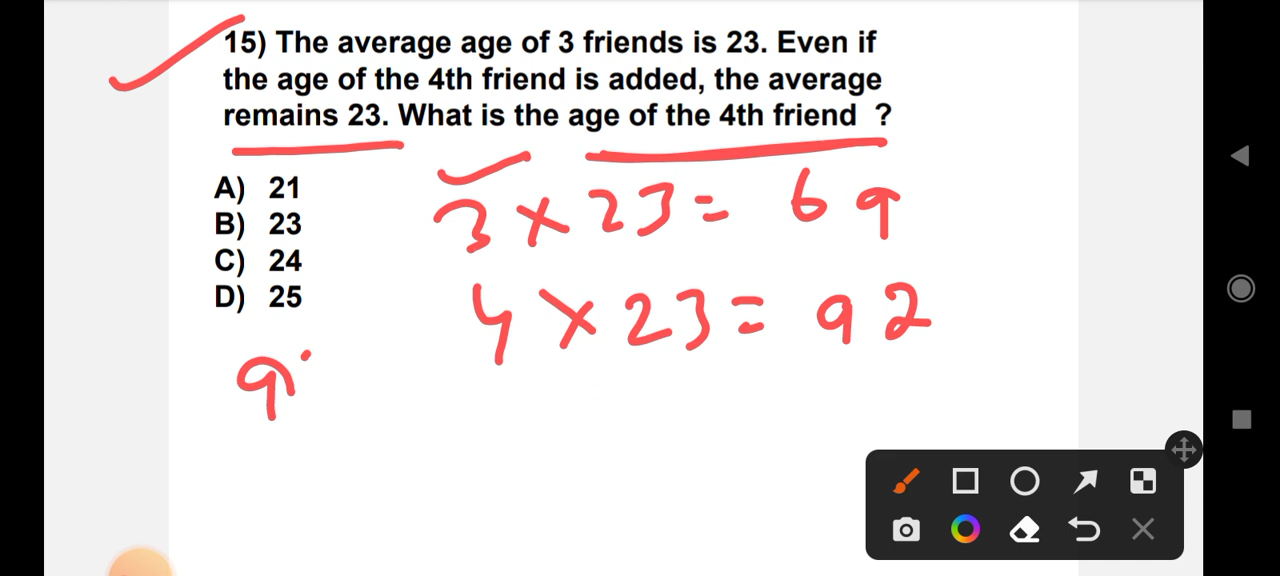 15) The average age of 3 friends is 23. Even if
the age of the 4th friend is added, the average
remains 23. What is the age of the 4th friend ?
A) 21
B) 23
C) 24
D) 25
3 × 23 = 69
4 × 23 = 92
9